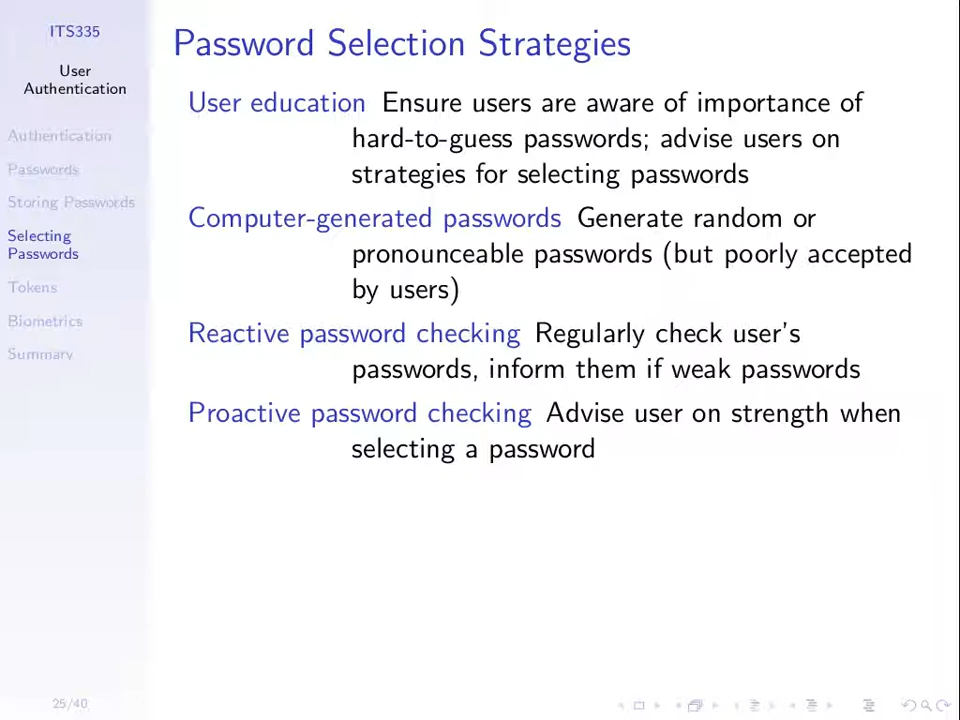 ITS335
User
Authentication
Authentication
Passwords
Storing Passwords
Selecting
Passwords
Tokens
Biometrics
Summary
25/40
Password Selection Strategies
User education Ensure users are aware of importance of
hard-to-guess passwords; advise users on
strategies for selecting passwords
Computer-generated passwords Generate random or
pronounceable passwords (but poorly accepted
by users)
Reactive password checking Regularly check user's
passwords, inform them if weak passwords
Proactive password checking Advise user on strength when
selecting a password